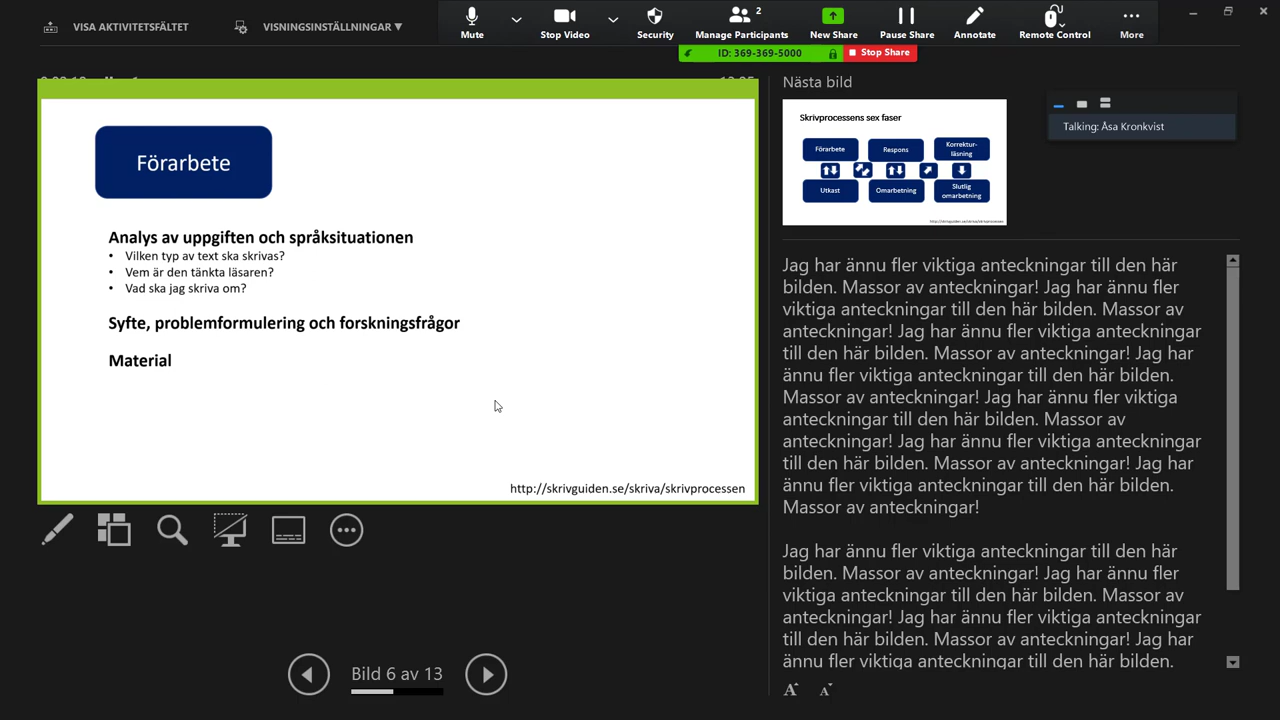 VISA AKTIVITETSFÄLTET
VISNINGSINSTÄLLNINGAR ▼
Mute
Stop Video
Security
2
Manage Participants
New Share
Pause Share
Annotate
Remote Control
More
ID: 369-369-5000
Stop Share
Förarbete
Analys av uppgiften och språksituationen
• Vilken typ av text ska skrivas?
• Vem är den tänkta läsaren?
• Vad ska jag skriva om?
Syfte, problemformulering och forskningsfrågor
Material
http://skrivguiden.se/skriva/skrivprocessen
Bild 6 av 13
Nästa bild
Skrivprocessens sex faser
Förarbete
Respons
Korrektur-
läsning
Utkast
Omarbetning
Slutlig
omarbetning
http://skrivguiden.se/skriva/skrivprocessen
Talking: Åsa Kronkvist
Jag har ännu fler viktiga anteckningar till den här
bilden. Massor av anteckningar! Jag har ännu fler
viktiga anteckningar till den här bilden. Massor av
anteckningar! Jag har ännu fler viktiga anteckningar
till den här bilden. Massor av anteckningar! Jag har
ännu fler viktiga anteckningar till den här bilden.
Massor av anteckningar! Jag har ännu fler viktiga
anteckningar till den här bilden. Massor av
anteckningar! Jag har ännu fler viktiga anteckningar
till den här bilden. Massor av anteckningar! Jag har
ännu fler viktiga anteckningar till den här bilden.
Massor av anteckningar!
Jag har ännu fler viktiga anteckningar till den här
bilden. Massor av anteckningar! Jag har ännu fler
viktiga anteckningar till den här bilden. Massor av
anteckningar! Jag har ännu fler viktiga anteckningar
till den här bilden. Massor av anteckningar! Jag har
ännu fler viktiga anteckningar till den här bilden.
A A